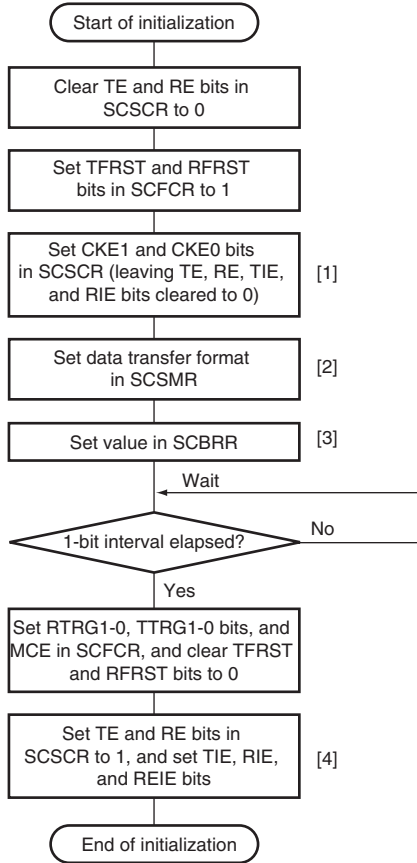 Start of initialization
Clear TE and RE bits in
SCSCR to 0
Set TFRST and RFRST
bits in SCFCR to 1
Set CKE1 and CKE0 bits
in SCSCR (leaving TE, RE, TIE,
and RIE bits cleared to 0)
[1]
Set data transfer format
in SCSMR
[2]
Set value in SCBRR
[3]
Wait
1-bit interval elapsed?
No
Yes
Set RTRG1-0, TTRG1-0 bits, and
MCE in SCFCR, and clear TFRST
and RFRST bits to 0
Set TE and RE bits in
SCSCR to 1, and set TIE, RIE,
and REIE bits
[4]
End of initialization